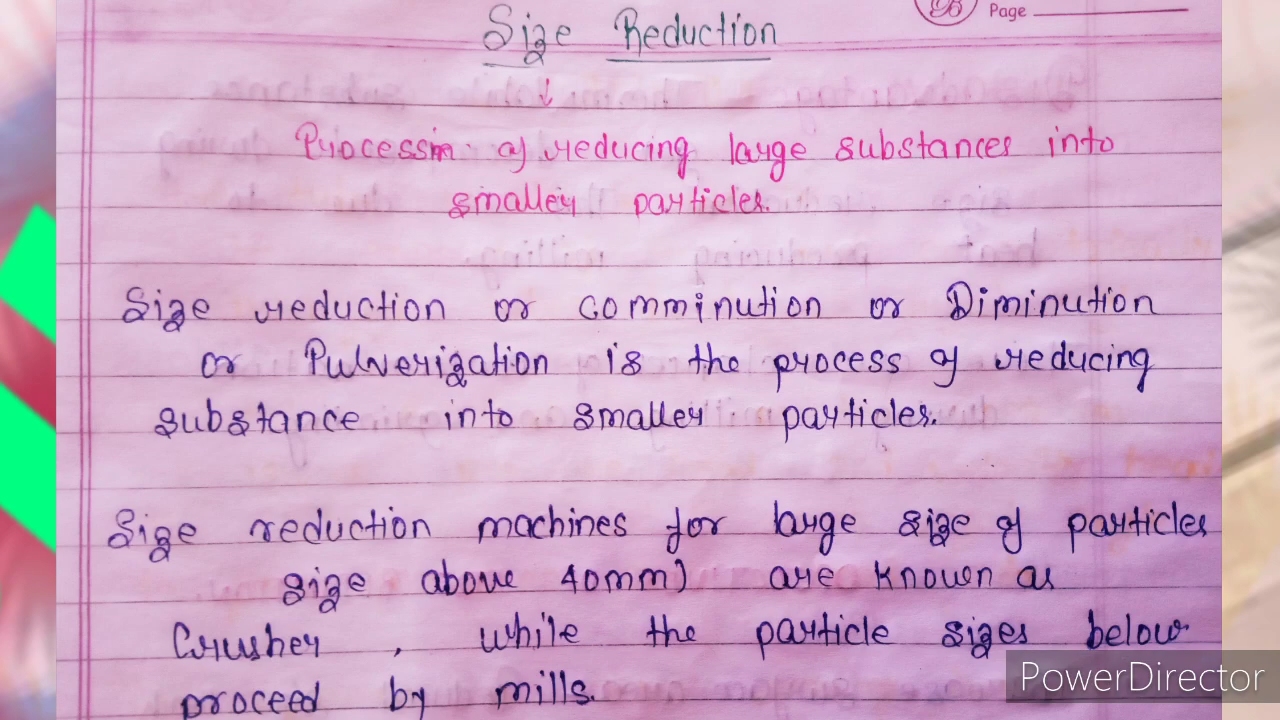 Page
Size Reduction
Processin of reducing large substances into
smaller particles.
Size reduction or comminution or Diminution
or Pulverization is the process of reducing
substance into smaller particles.
Size reduction machines for large size of particles
size above 40mm) are known as
Crusher, while the particle sizes below
proceed by mills.
PowerDirector